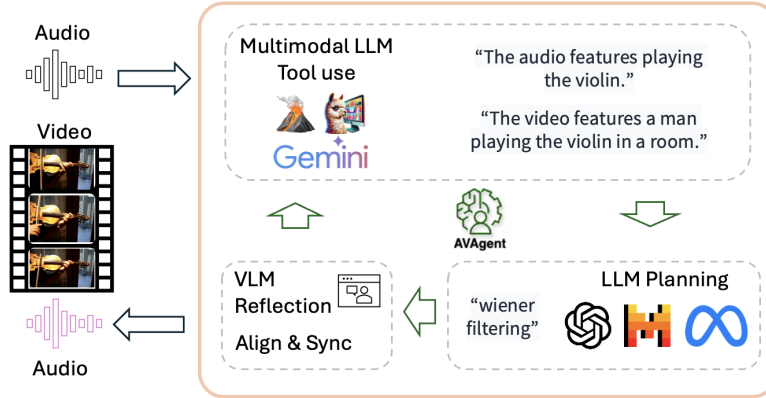 Audio
Video
Audio
Multimodal LLM
Tool use
Gemini
“The audio features playing
the violin.”
“The video features a man
playing the violin in a room.”
AVAgent
LLM Planning
“wiener
filtering”
VLM
Reflection
Align & Sync